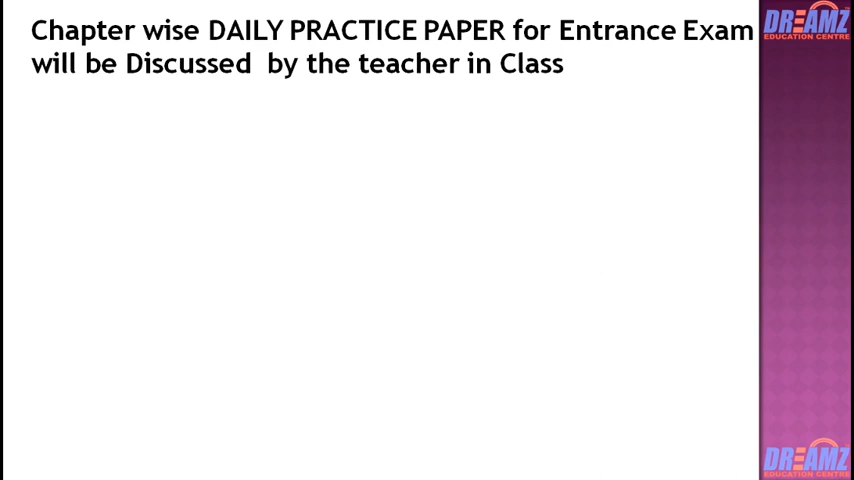 Chapter wise DAILY PRACTICE PAPER for Entrance Exam
will be Discussed  by the teacher in Class
DREAMZ
EDUCATION CENTRE
DREAMZ
EDUCATION CENTRE